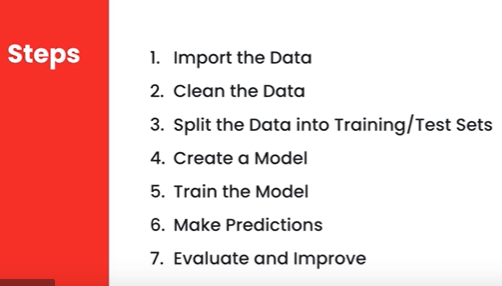 Steps
1. Import the Data
2. Clean the Data
3. Split the Data into Training/Test Sets
4. Create a Model
5. Train the Model
6. Make Predictions
7. Evaluate and Improve